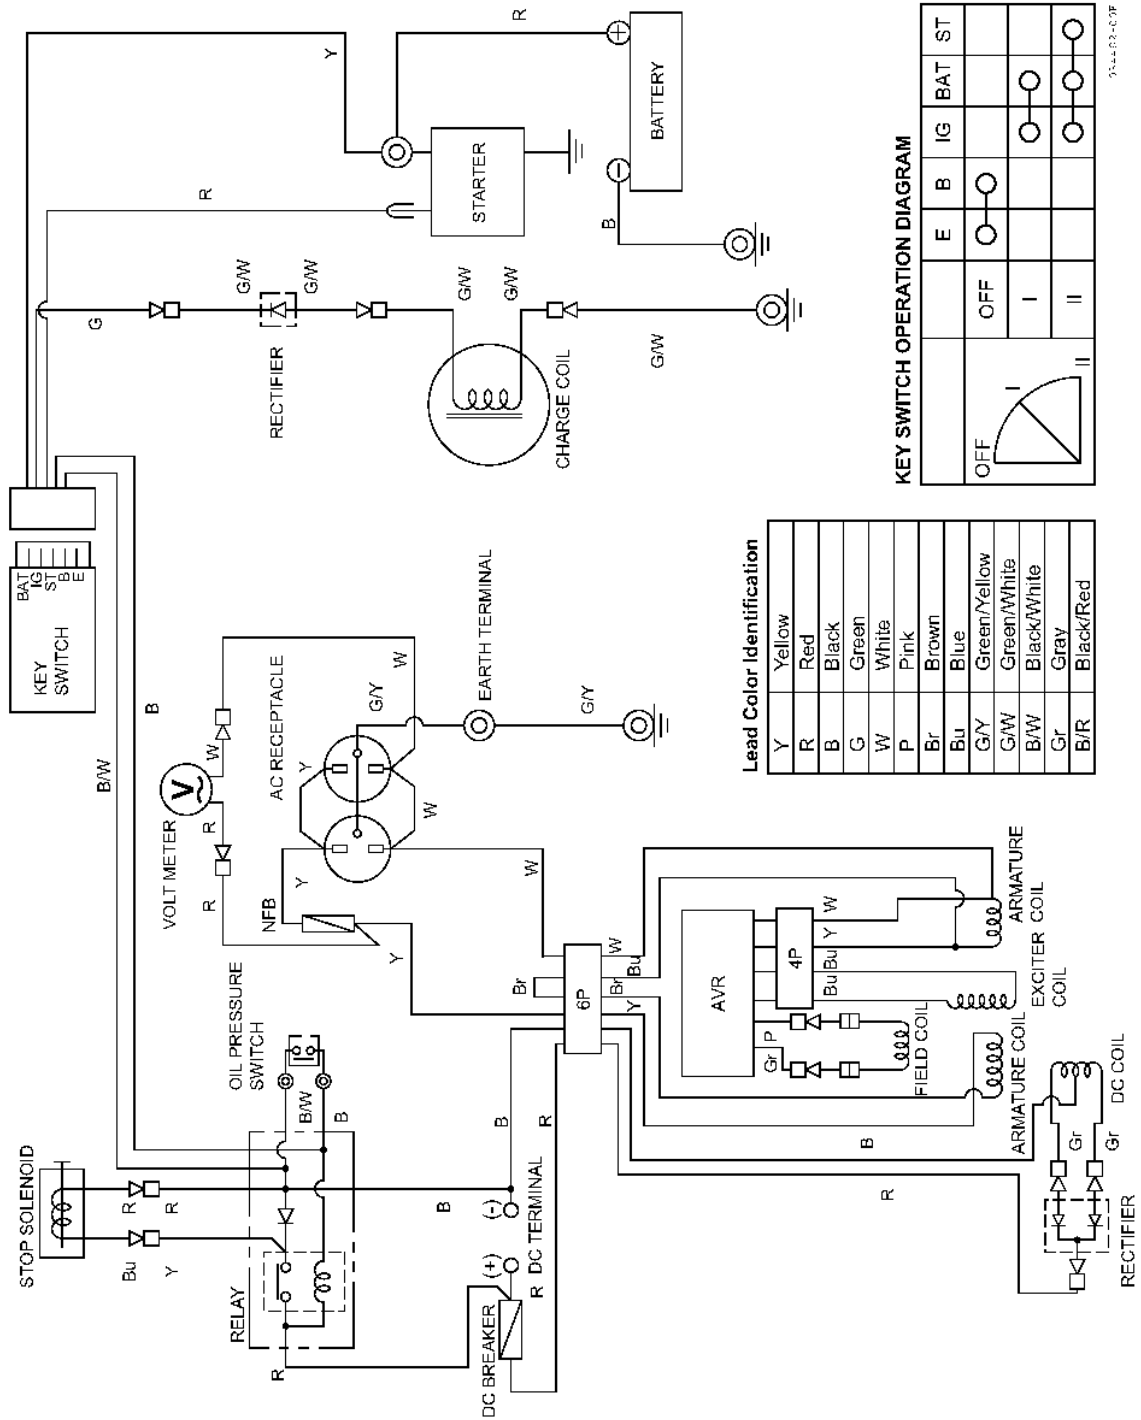 STOP SOLENOID
Bu
R
Y
R
RELAY
R
B/W
B
OIL PRESSURE
SWITCH
B
R
DC BREAKER
(+)
(-)
R
DC TERMINAL
B
R
VOLT METER
V
R
R
W
B/W
B
NFB
Y
Y
AC RECEPTACLE
Y
G/Y
W
W
W
EARTH TERMINAL
G/Y
KEY
SWITCH
BAT
IG
ST
B
E
G
R
Y
R
RECTIFIER
G/W
G/W
G/W
G/W
CHARGE COIL
G/W
STARTER
B
BATTERY
+
-
6P
Br
W
Bu
Br
Y
AVR
4P
W
Y
Bu
Bu
P
Gr
FIELD COIL
ARMATURE
EXCITER COIL
COIL
ARMATURE COIL
B
R
DC COIL
Gr
Gr
RECTIFIER
Lead Color Identification
Y Yellow
R Red
B Black
G Green
W White
P Pink
Br Brown
Bu Blue
G/Y Green/Yellow
G/W Green/White
B/W Black/White
Gr Gray
B/R Black/Red
KEY SWITCH OPERATION DIAGRAM
E B IG BAT ST
OFF
I
II
OFF
I
II